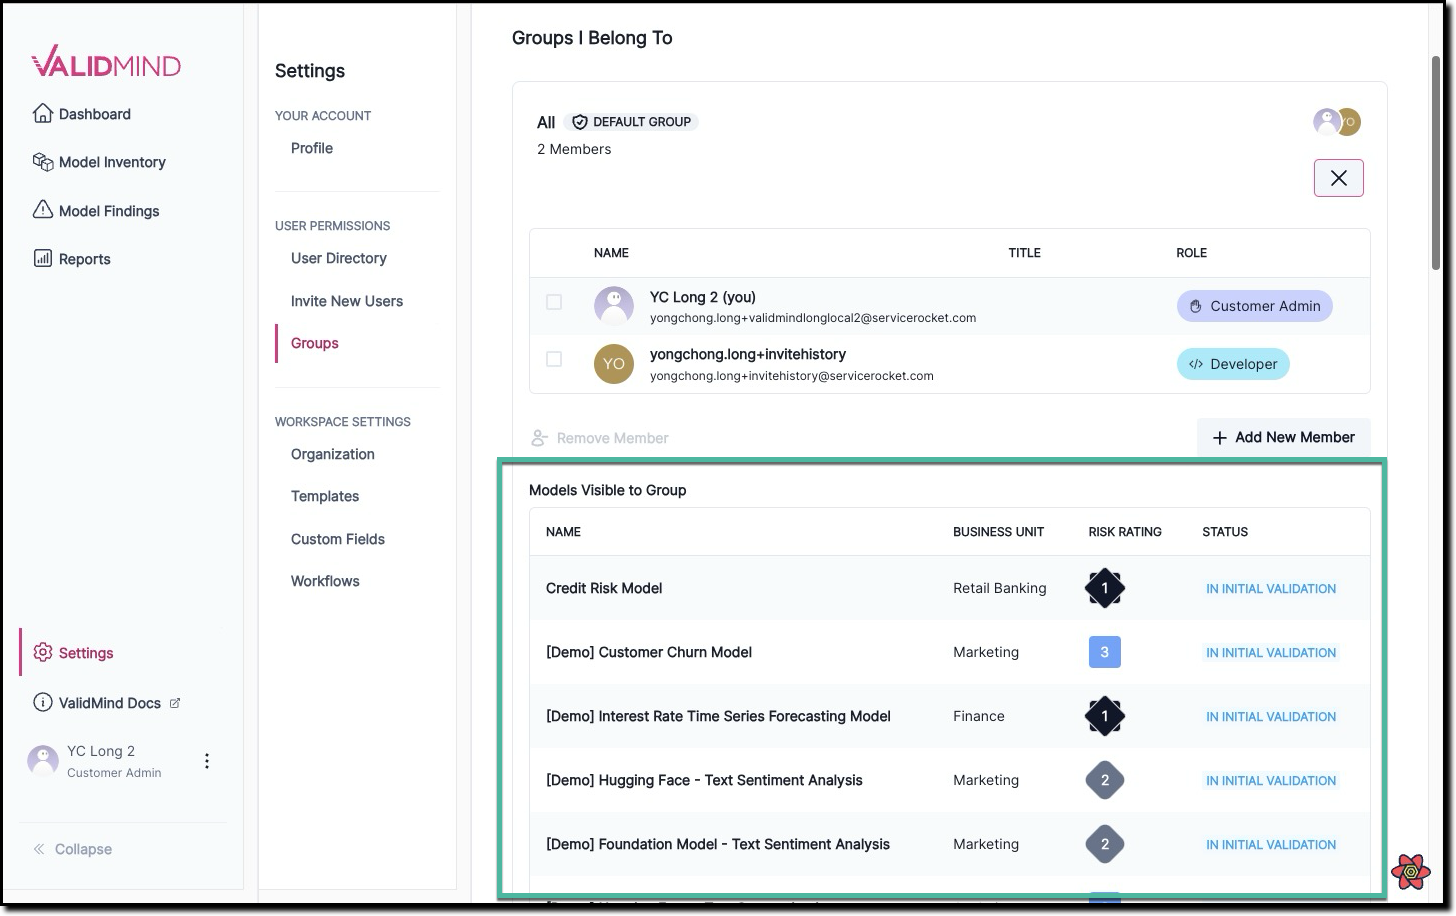 VALIDMIND
Dashboard
Model Inventory
Model Findings
Reports
Settings
ValidMind Docs
YC Long 2
Customer Admin
Collapse
Settings
YOUR ACCOUNT
Profile
USER PERMISSIONS
User Directory
Invite New Users
Groups
WORKSPACE SETTINGS
Organization
Templates
Custom Fields
Workflows
Groups I Belong To
All DEFAULT GROUP
YO
2 Members
NAME TITLE ROLE
YC Long 2 (you)
yongchong.long+validmindlonglocal2@servicerocket.com
Customer Admin
YO
yongchong.long+invitehistory
yongchong.long+invitehistory@servicerocket.com
Developer
Remove Member
Add New Member
Models Visible to Group
NAME BUSINESS UNIT RISK RATING STATUS
Credit Risk Model Retail Banking 1 IN INITIAL VALIDATION
[Demo] Customer Churn Model Marketing 3 IN INITIAL VALIDATION
[Demo] Interest Rate Time Series Forecasting Model Finance 1 IN INITIAL VALIDATION
[Demo] Hugging Face - Text Sentiment Analysis Marketing 2 IN INITIAL VALIDATION
[Demo] Foundation Model - Text Sentiment Analysis Marketing 2 IN INITIAL VALIDATION